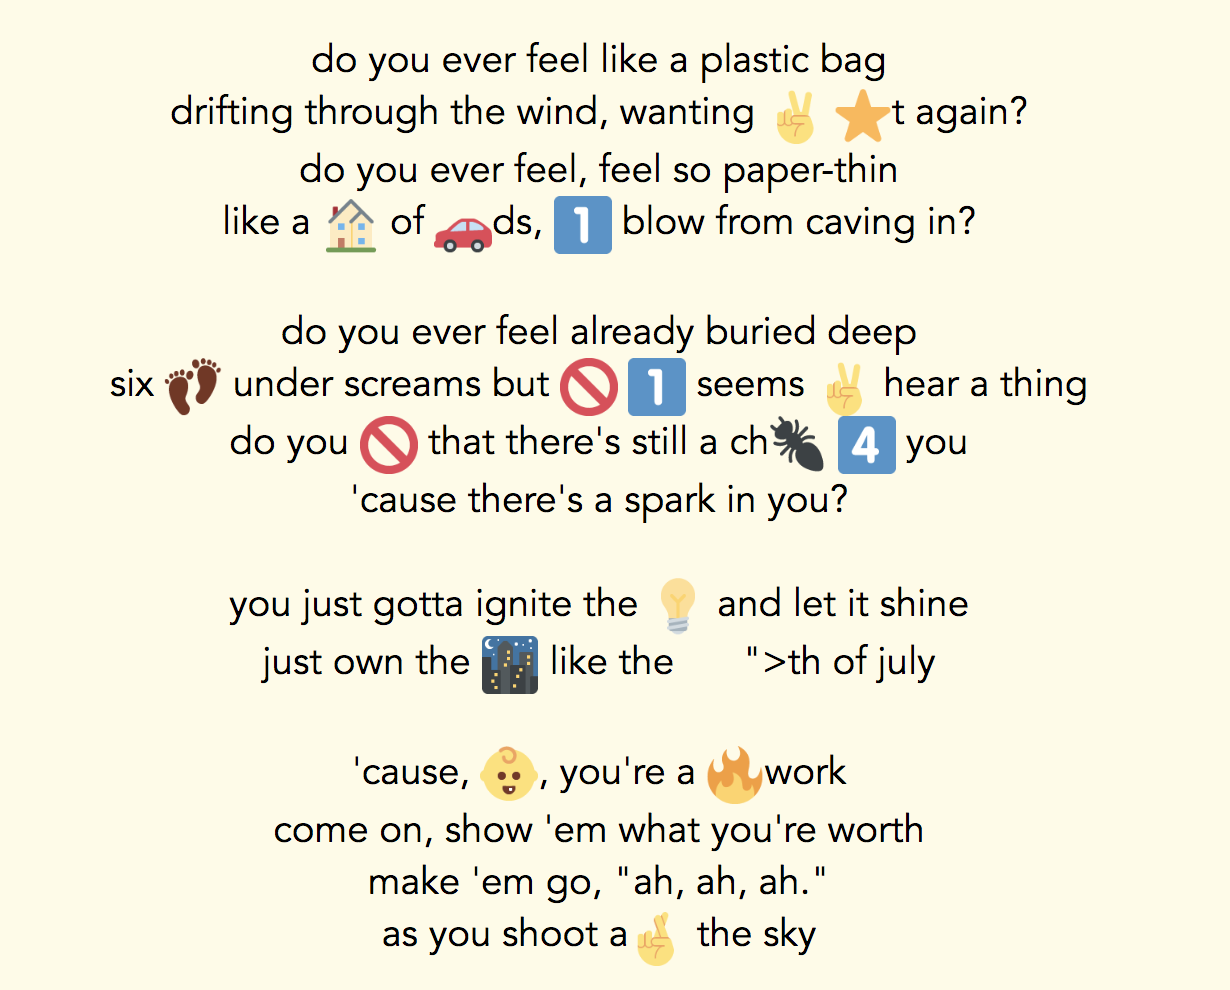 do you ever feel like a plastic bag
drifting through the wind, wanting ✌ ⭐t again?
do you ever feel, feel so paper-thin
like a 🏠 of 🚗ds, 1️⃣ blow from caving in?
do you ever feel already buried deep
six 👣 under screams but 🚫 1️⃣ seems ✌ hear a thing
do you 🚫 that there's still a ch🐜 4️⃣ you
'cause there's a spark in you?
you just gotta ignite the 💡 and let it shine
just own the 🌃 like the ">th of july
'cause, 👶, you're a 🔥work
come on, show 'em what you're worth
make 'em go, "ah, ah, ah."
as you shoot a🤞 the sky